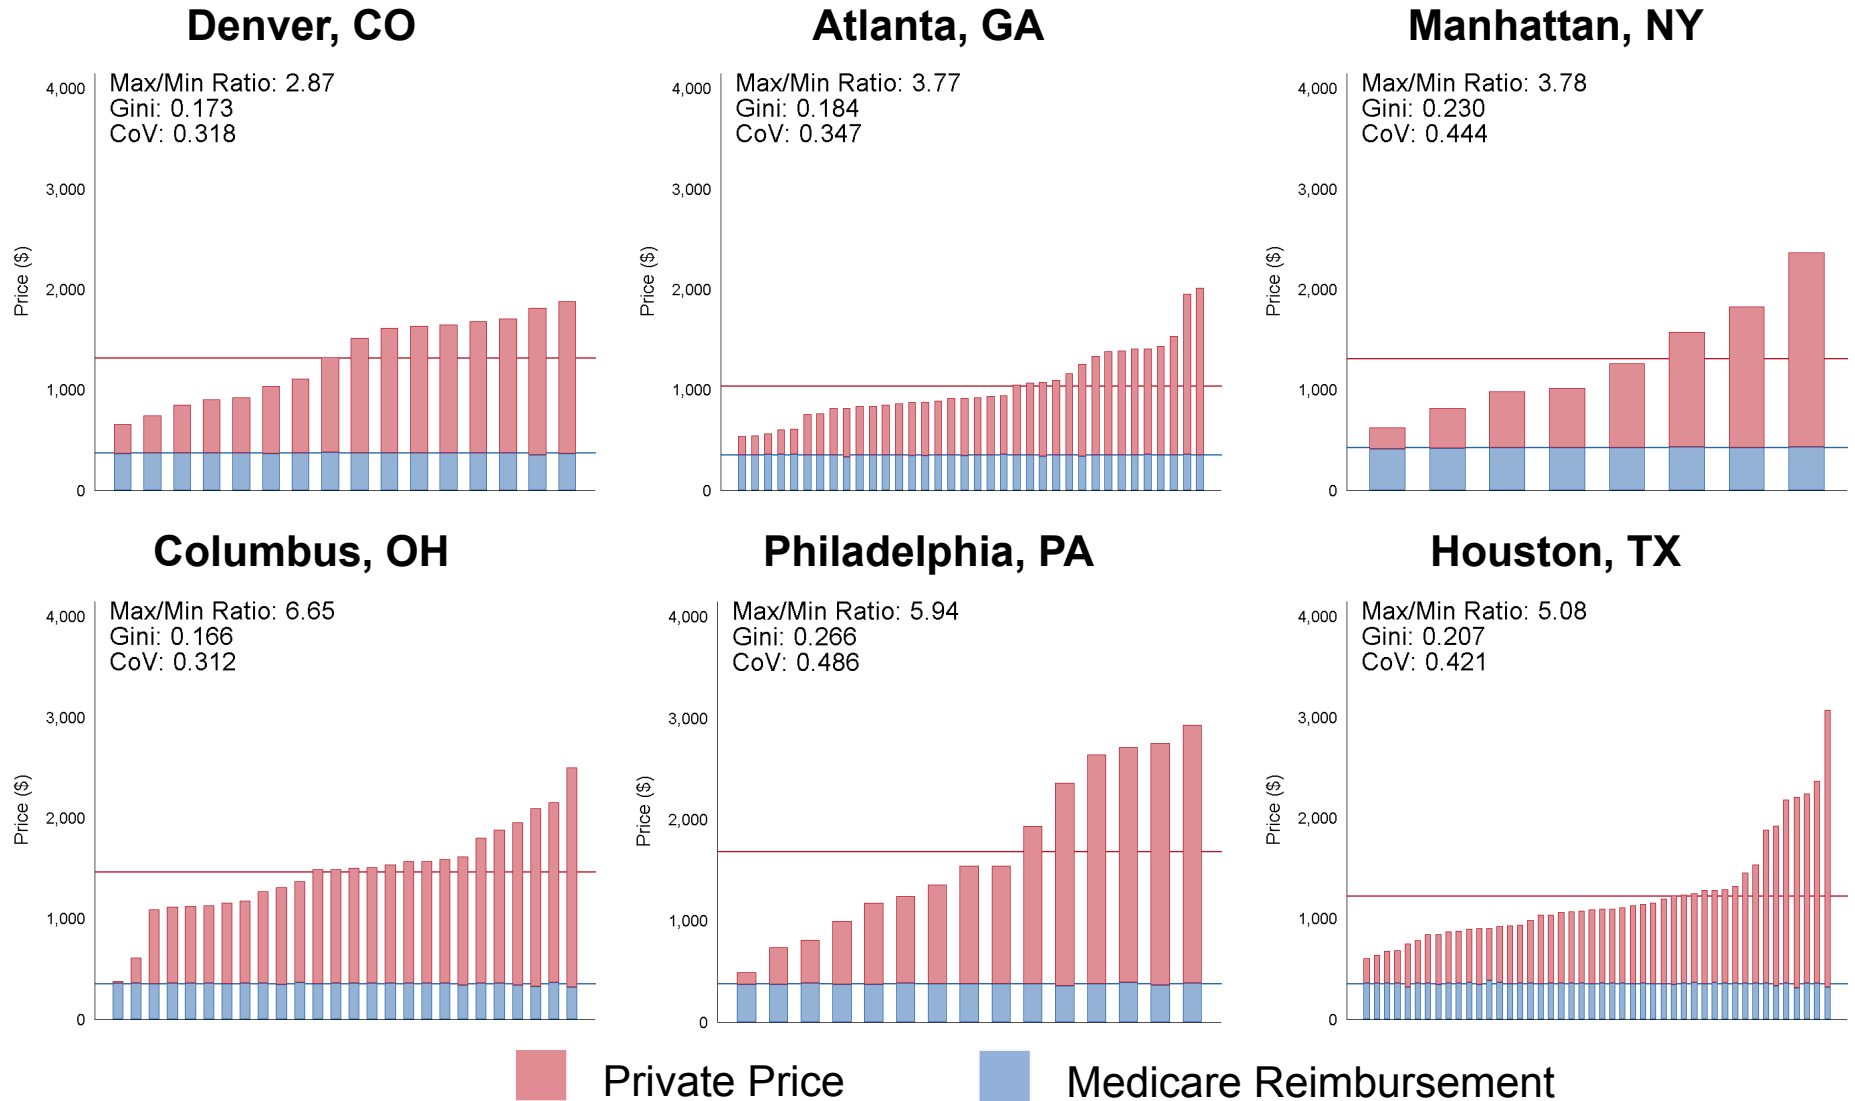 Denver, CO
Max/Min Ratio: 2.87
Gini: 0.173
CoV: 0.318
4,000
3,000
2,000
1,000
0
Price ($)
Atlanta, GA
Max/Min Ratio: 3.77
Gini: 0.184
CoV: 0.347
4,000
3,000
2,000
1,000
0
Price ($)
Manhattan, NY
Max/Min Ratio: 3.78
Gini: 0.230
CoV: 0.444
4,000
3,000
2,000
1,000
0
Price ($)
Columbus, OH
Max/Min Ratio: 6.65
Gini: 0.166
CoV: 0.312
4,000
3,000
2,000
1,000
0
Price ($)
Philadelphia, PA
Max/Min Ratio: 5.94
Gini: 0.266
CoV: 0.486
4,000
3,000
2,000
1,000
0
Price ($)
Houston, TX
Max/Min Ratio: 5.08
Gini: 0.207
CoV: 0.421
4,000
3,000
2,000
1,000
0
Price ($)
Private Price
Medicare Reimbursement